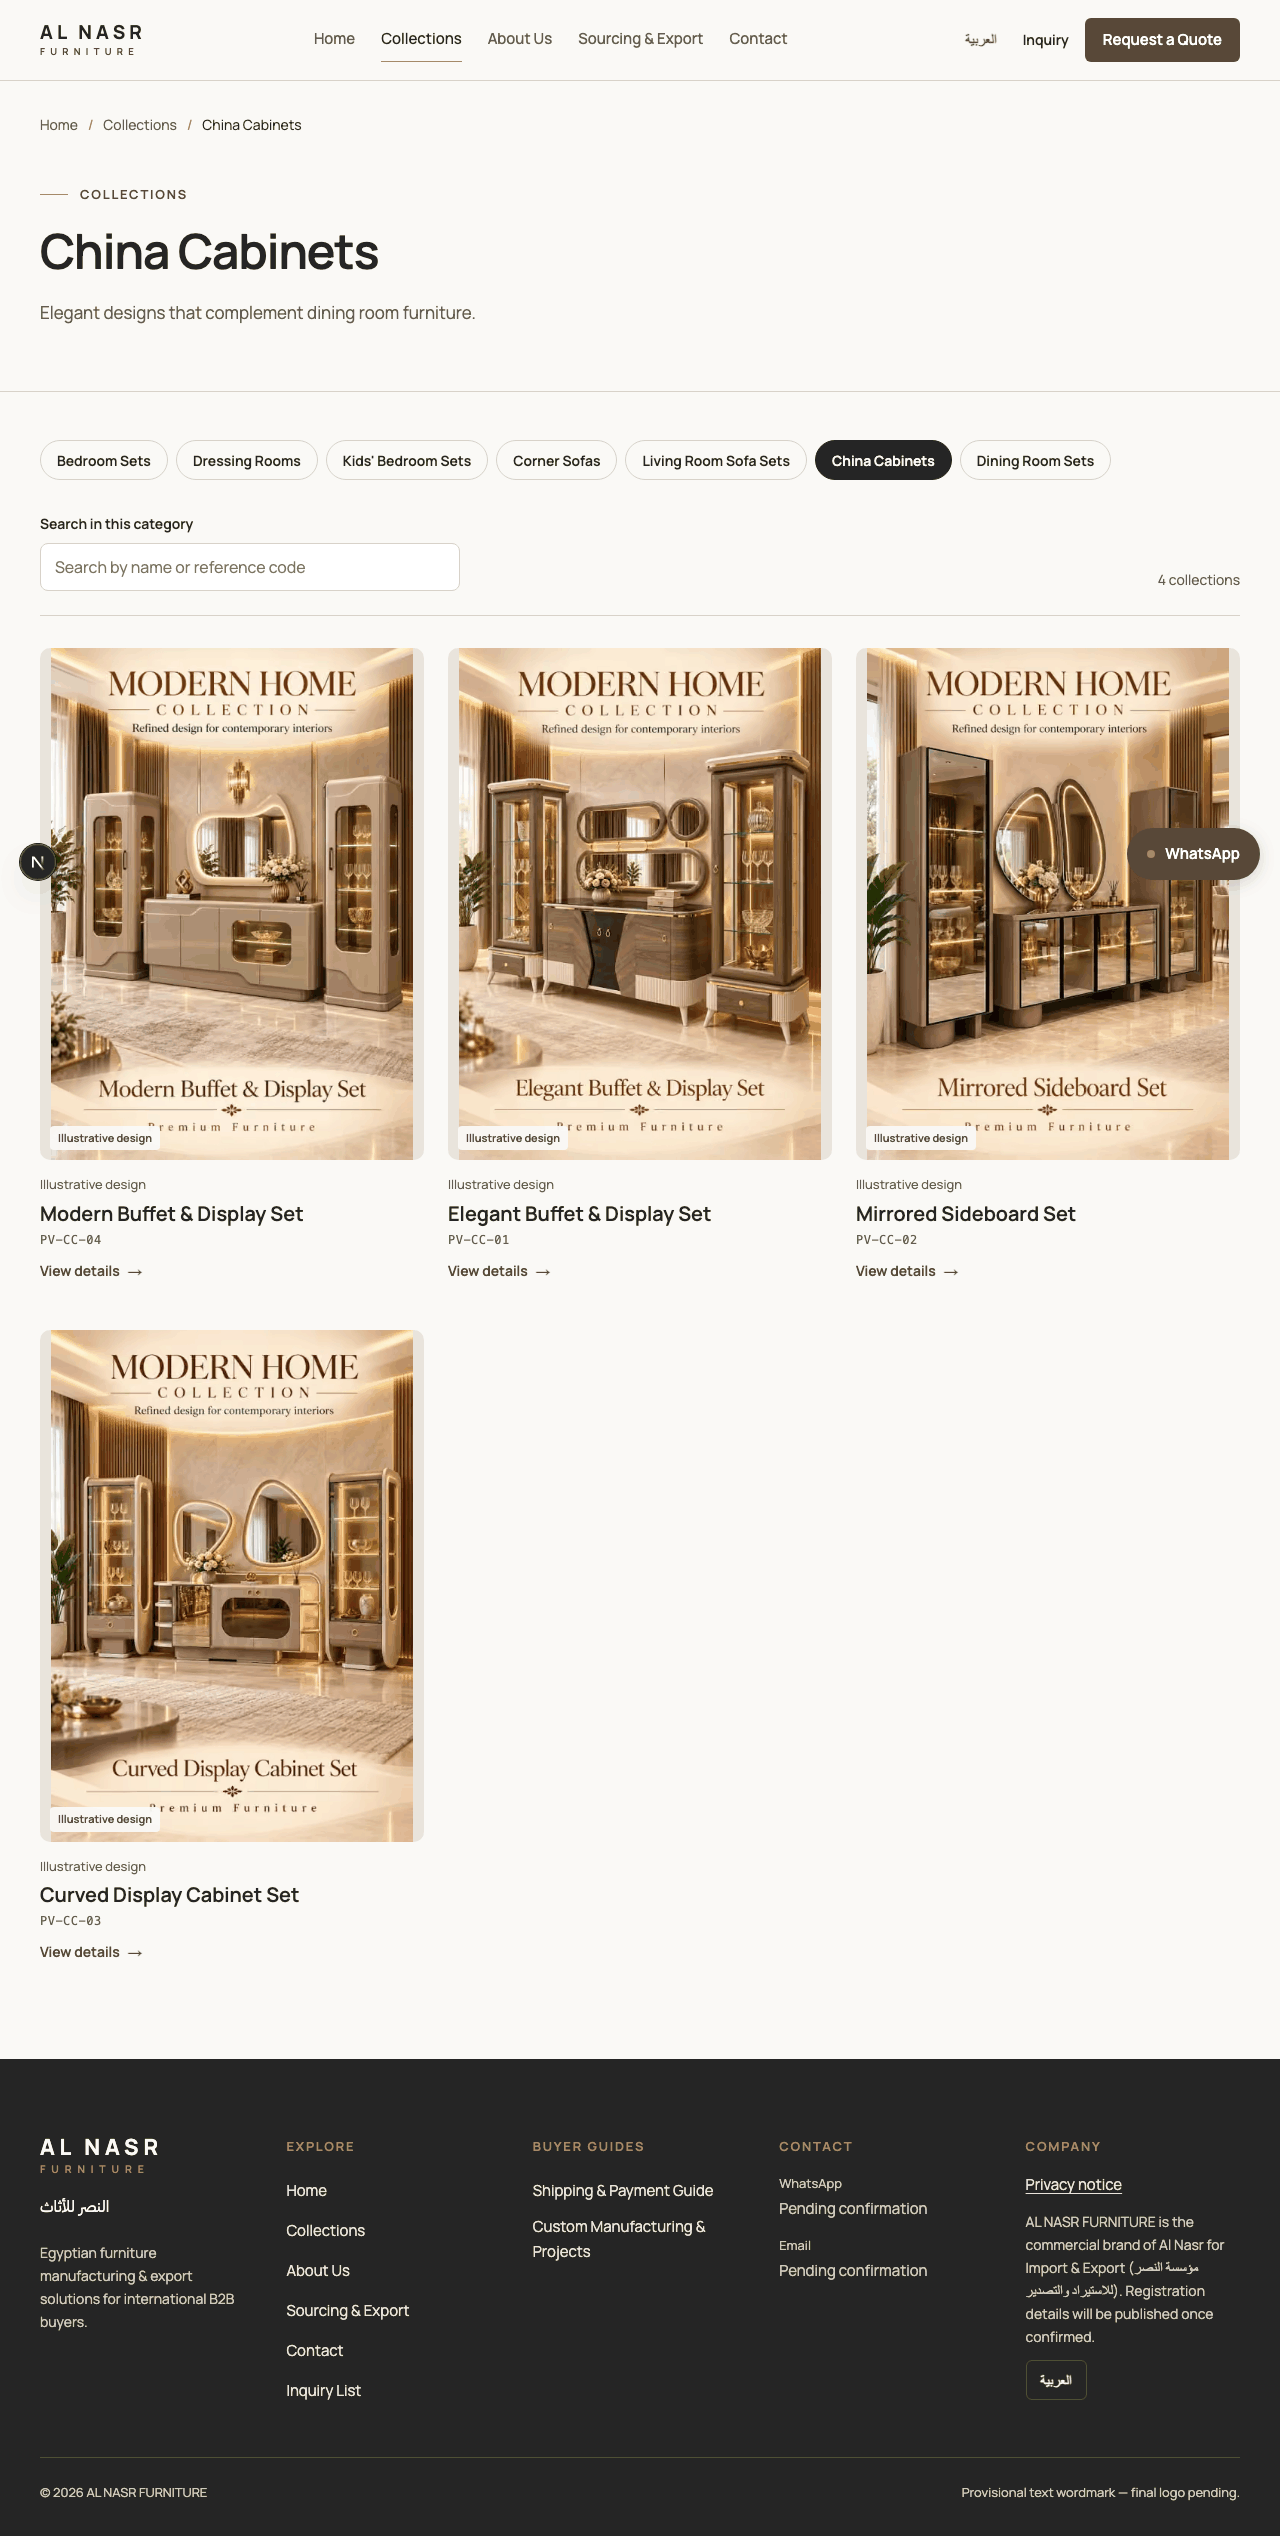 AL NASR
FURNITURE
Home
Collections
About Us
Sourcing & Export
Contact
العربية
Inquiry
Request a Quote
Home / Collections / China Cabinets
COLLECTIONS
China Cabinets
Elegant designs that complement dining room furniture.
Bedroom Sets
Dressing Rooms
Kids' Bedroom Sets
Corner Sofas
Living Room Sofa Sets
China Cabinets
Dining Room Sets
Search in this category
Search by name or reference code
4 collections
MODERN HOME
COLLECTION
Refined design for contemporary interiors
Modern Buffet & Display Set
Premium Furniture
Illustrative design
Illustrative design
Modern Buffet & Display Set
PV-CC-04
View details →
MODERN HOME
COLLECTION
Refined design for contemporary interiors
Elegant Buffet & Display Set
Premium Furniture
Illustrative design
Illustrative design
Elegant Buffet & Display Set
PV-CC-01
View details →
MODERN HOME
COLLECTION
Refined design for contemporary interiors
Mirrored Sideboard Set
Premium Furniture
Illustrative design
Illustrative design
Mirrored Sideboard Set
PV-CC-02
View details →
N
WhatsApp
MODERN HOME
COLLECTION
Refined design for contemporary interiors
Curved Display Cabinet Set
Premium Furniture
Illustrative design
Illustrative design
Curved Display Cabinet Set
PV-CC-03
View details →
AL NASR
FURNITURE
النصر للأثاث
Egyptian furniture
manufacturing & export
solutions for international B2B
buyers.
EXPLORE
Home
Collections
About Us
Sourcing & Export
Contact
Inquiry List
BUYER GUIDES
Shipping & Payment Guide
Custom Manufacturing &
Projects
CONTACT
WhatsApp
Pending confirmation
Email
Pending confirmation
COMPANY
Privacy notice
AL NASR FURNITURE is the
commercial brand of Al Nasr for
Import & Export (مؤسسة النصر
للاستيراد والتصدير). Registration
details will be published once
confirmed.
العربية
© 2026 AL NASR FURNITURE
Provisional text wordmark — final logo pending.